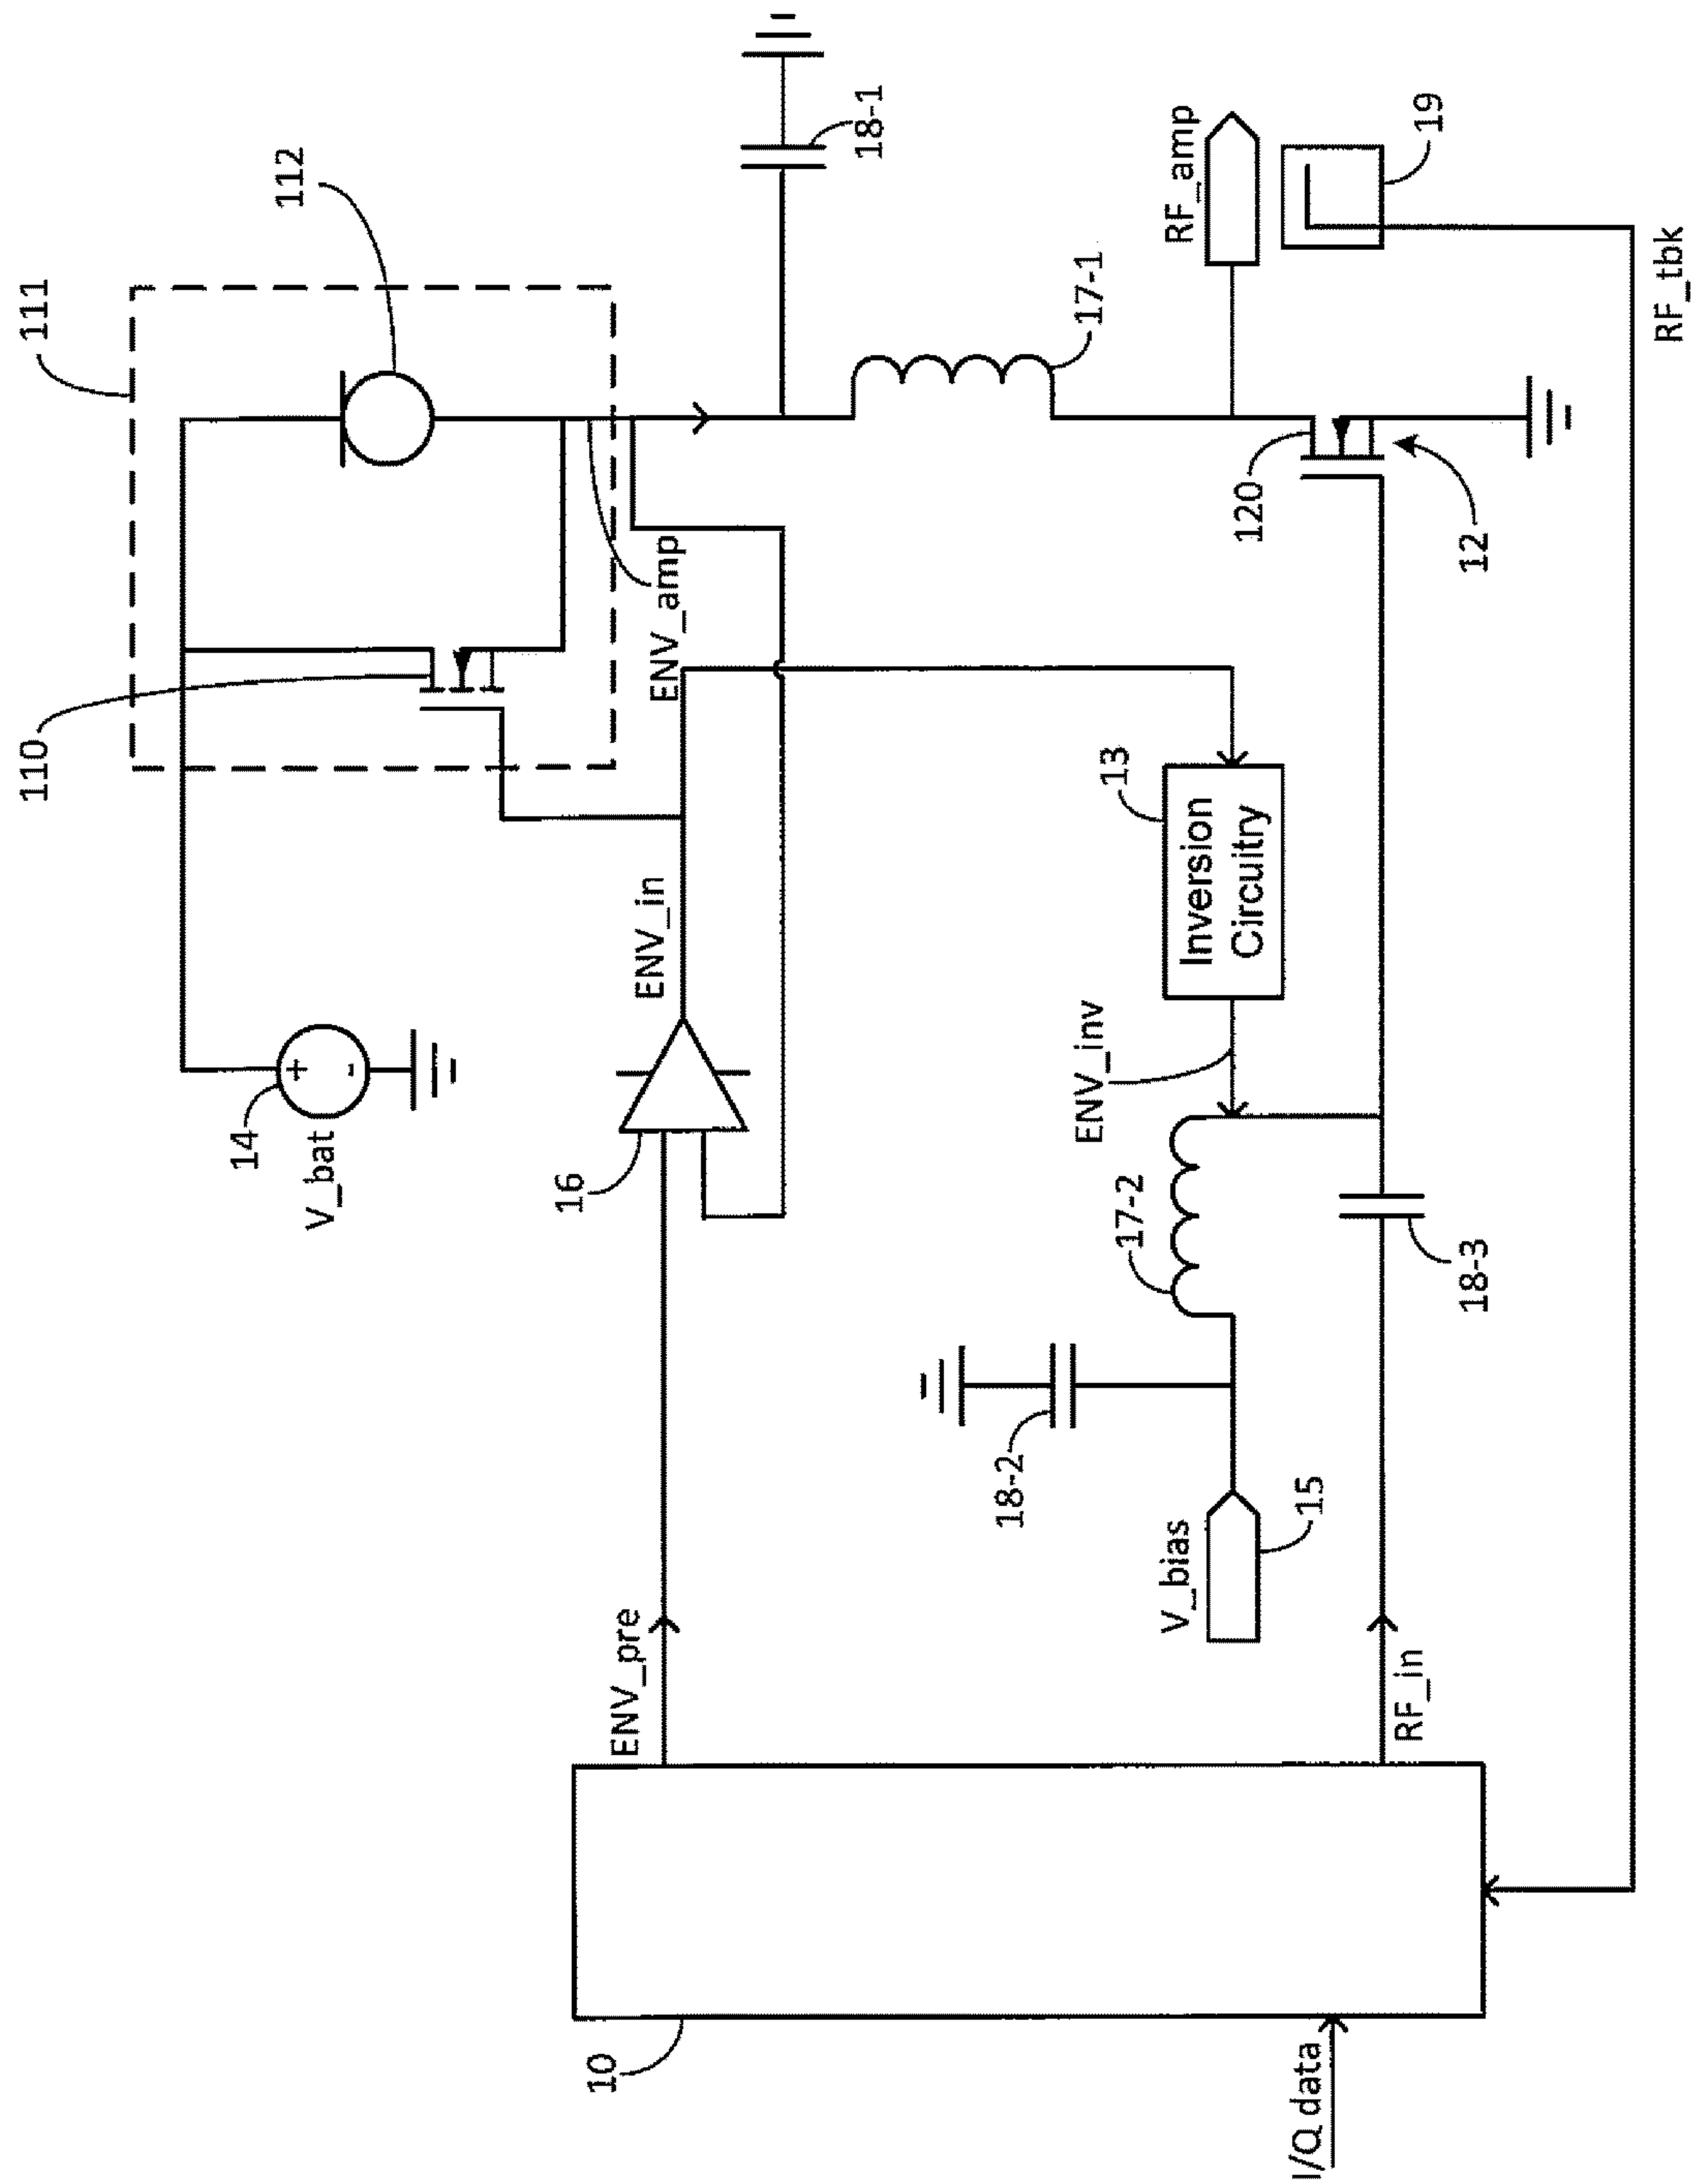 111
112
110
14
V_bat
+
-
18-1
ENV_amp
ENV_in
16
ENV_pre
17-1
RF_amp
19
120
12
13
Inversion
Circuitry
ENV_inv
17-2
18-2
V_bias
15
18-3
RF_in
RF_tbk
10
I/Q data